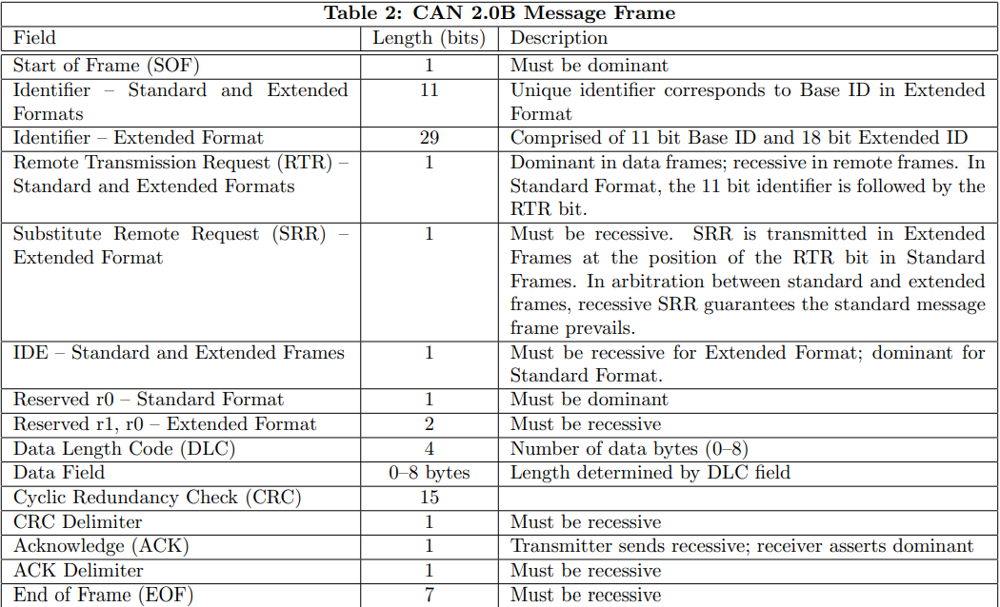 Table 2: CAN 2.0B Message Frame
Field Length (bits) Description
Start of Frame (SOF) 1 Must be dominant
Identifier – Standard and Extended 11 Unique identifier corresponds to Base ID in Extended
Formats Format
Identifier – Extended Format 29 Comprised of 11 bit Base ID and 18 bit Extended ID
Remote Transmission Request (RTR) – 1 Dominant in data frames; recessive in remote frames. In
Standard and Extended Formats Standard Format, the 11 bit identifier is followed by the
RTR bit.
Substitute Remote Request (SRR) – 1 Must be recessive. SRR is transmitted in Extended
Extended Format Frames at the position of the RTR bit in Standard
Frames. In arbitration between standard and extended
frames, recessive SRR guarantees the standard message
frame prevails.
IDE – Standard and Extended Frames 1 Must be recessive for Extended Format; dominant for
Standard Format.
Reserved r0 – Standard Format 1 Must be dominant
Reserved r1, r0 – Extended Format 2 Must be recessive
Data Length Code (DLC) 4 Number of data bytes (0–8)
Data Field 0–8 bytes Length determined by DLC field
Cyclic Redundancy Check (CRC) 15
CRC Delimiter 1 Must be recessive
Acknowledge (ACK) 1 Transmitter sends recessive; receiver asserts dominant
ACK Delimiter 1 Must be recessive
End of Frame (EOF) 7 Must be recessive